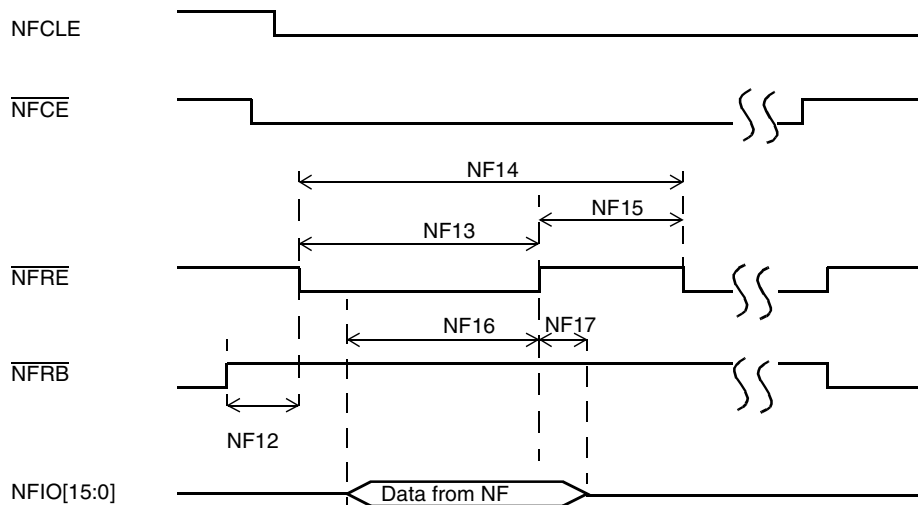 NFCLE
NFCE
NF14
NF15
NF13
NFRE
NF16
NF17
NFRB
NF12
NFIO[15:0]
Data from NF